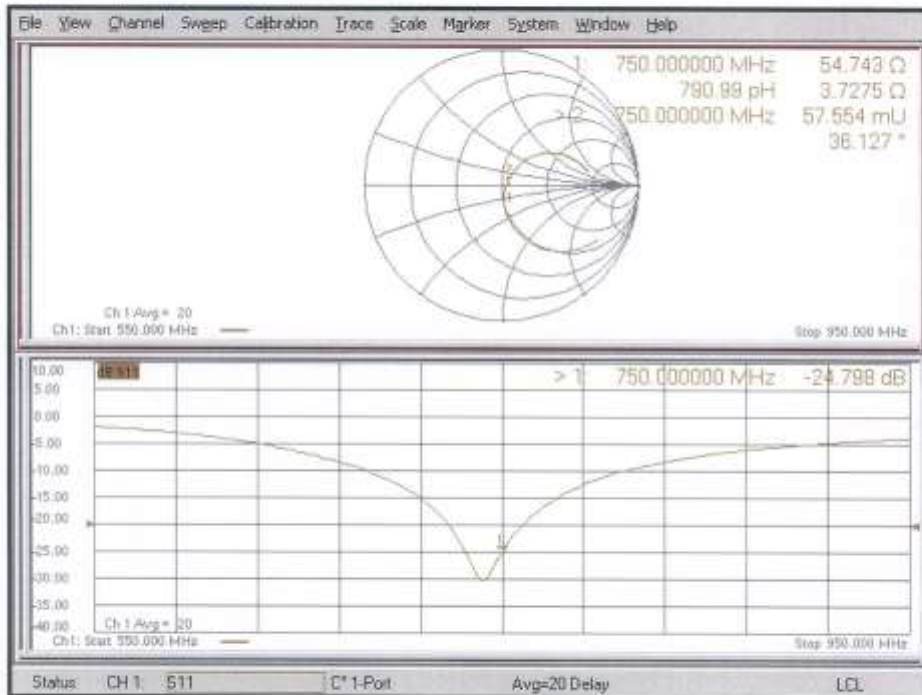 File View Channel Sweep Calibration Trace Scale Marker System Window Help
1 750.000000 MHz 54.743 Ω
790.99 pH 3.7275 Ω
> 2 750.000000 MHz 57.554 mU
36.127 °
Ch 1 Avg = 20
Ch1: Start 550.000 MHz
Stop 950.000 MHz
10.00
dB S11
> 1 750.000000 MHz -24.798 dB
5.00
0.00
-5.00
-10.00
-15.00
-20.00
-25.00
1
-30.00
-35.00
-40.00
Ch 1 Avg = 20
Ch1: Start 550.000 MHz
Stop 950.000 MHz
Status CH 1: S11 C* 1-Port Avg=20 Delay LCL